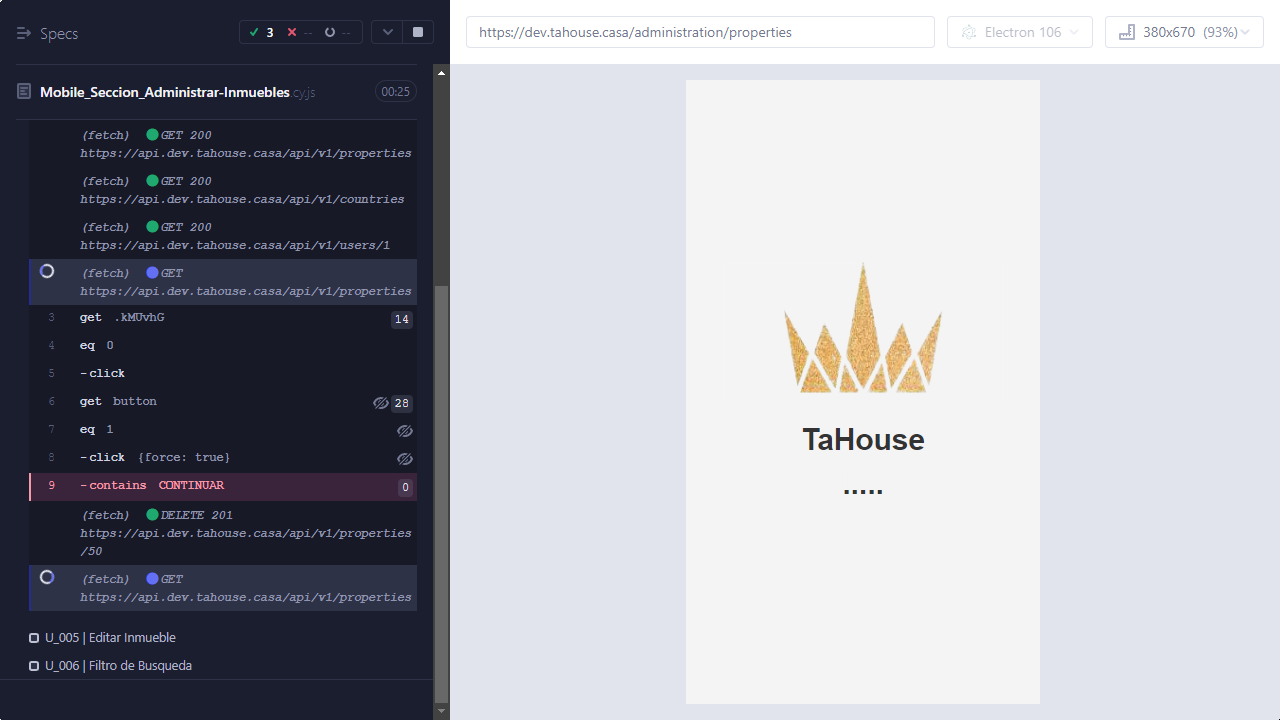 Specs
3
--
--
https://dev.tahouse.casa/administration/properties
Electron 106
380x670 (93%)
Mobile_Seccion_Administrar-Inmuebles.cy.js
00:25
(fetch) GET 200
https://api.dev.tahouse.casa/api/v1/properties
(fetch) GET 200
https://api.dev.tahouse.casa/api/v1/countries
(fetch) GET 200
https://api.dev.tahouse.casa/api/v1/users/1
(fetch) GET
https://api.dev.tahouse.casa/api/v1/properties
3 get .kMUvhG 14
4 eq 0
5 -click
6 get button 28
7 eq 1
8 -click {force: true}
9 -contains CONTINUAR 0
(fetch) DELETE 201
https://api.dev.tahouse.casa/api/v1/properties
/50
(fetch) GET
https://api.dev.tahouse.casa/api/v1/properties
U_005 | Editar Inmueble
U_006 | Filtro de Busqueda
TaHouse
.....